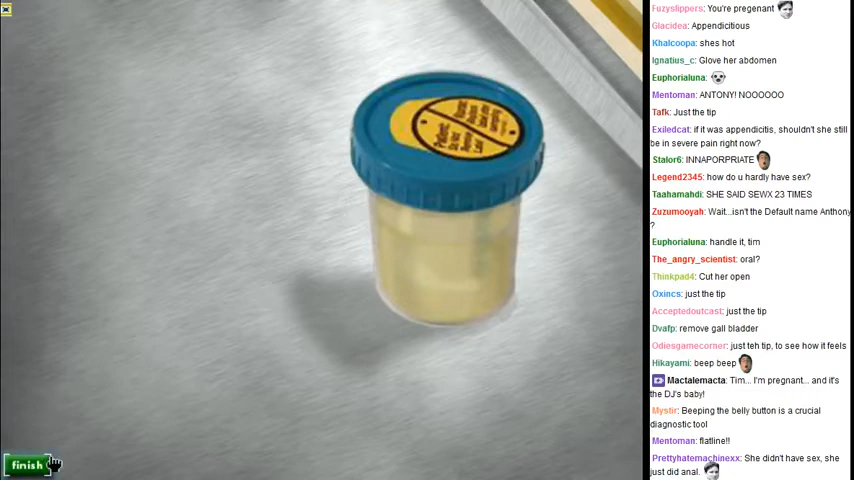 Patient:
Do Not
Remove
Label
finish
Fuzyslippers: You're pregenant
Glacidea: Appendicitious
Khalcoopa: shes hot
Ignatius_c: Glove her abdomen
Euphorialuna:
Mentoman: ANTONY! NOOOOOO
Tafk: Just the tip
Exiledcat: if it was appendicitis, shouldn't she still
be in severe pain right now?
Stalor6: INNAPORPRIATE
Legend2345: how do u hardly have sex?
Taahamahdi: SHE SAID SEWX 23 TIMES
Zuzumooyah: Wait...isn't the Default name Anthony
?
Euphorialuna: handle it, tim
The_angry_scientist: oral?
Thinkpad4: Cut her open
Oxincs: just the tip
Acceptedoutcast: just the tip
Dvafp: remove gall bladder
Odiesgamecorner: just teh tip, to see how it feels
Hikayami: beep beep
Mactalemacta: Tim... I'm pregnant... and it's
the DJ's baby!
Mystir: Beeping the belly button is a crucial
diagnostic tool
Mentoman: flatline!!
Prettyhatemachinexx: She didn't have sex, she
just did anal.